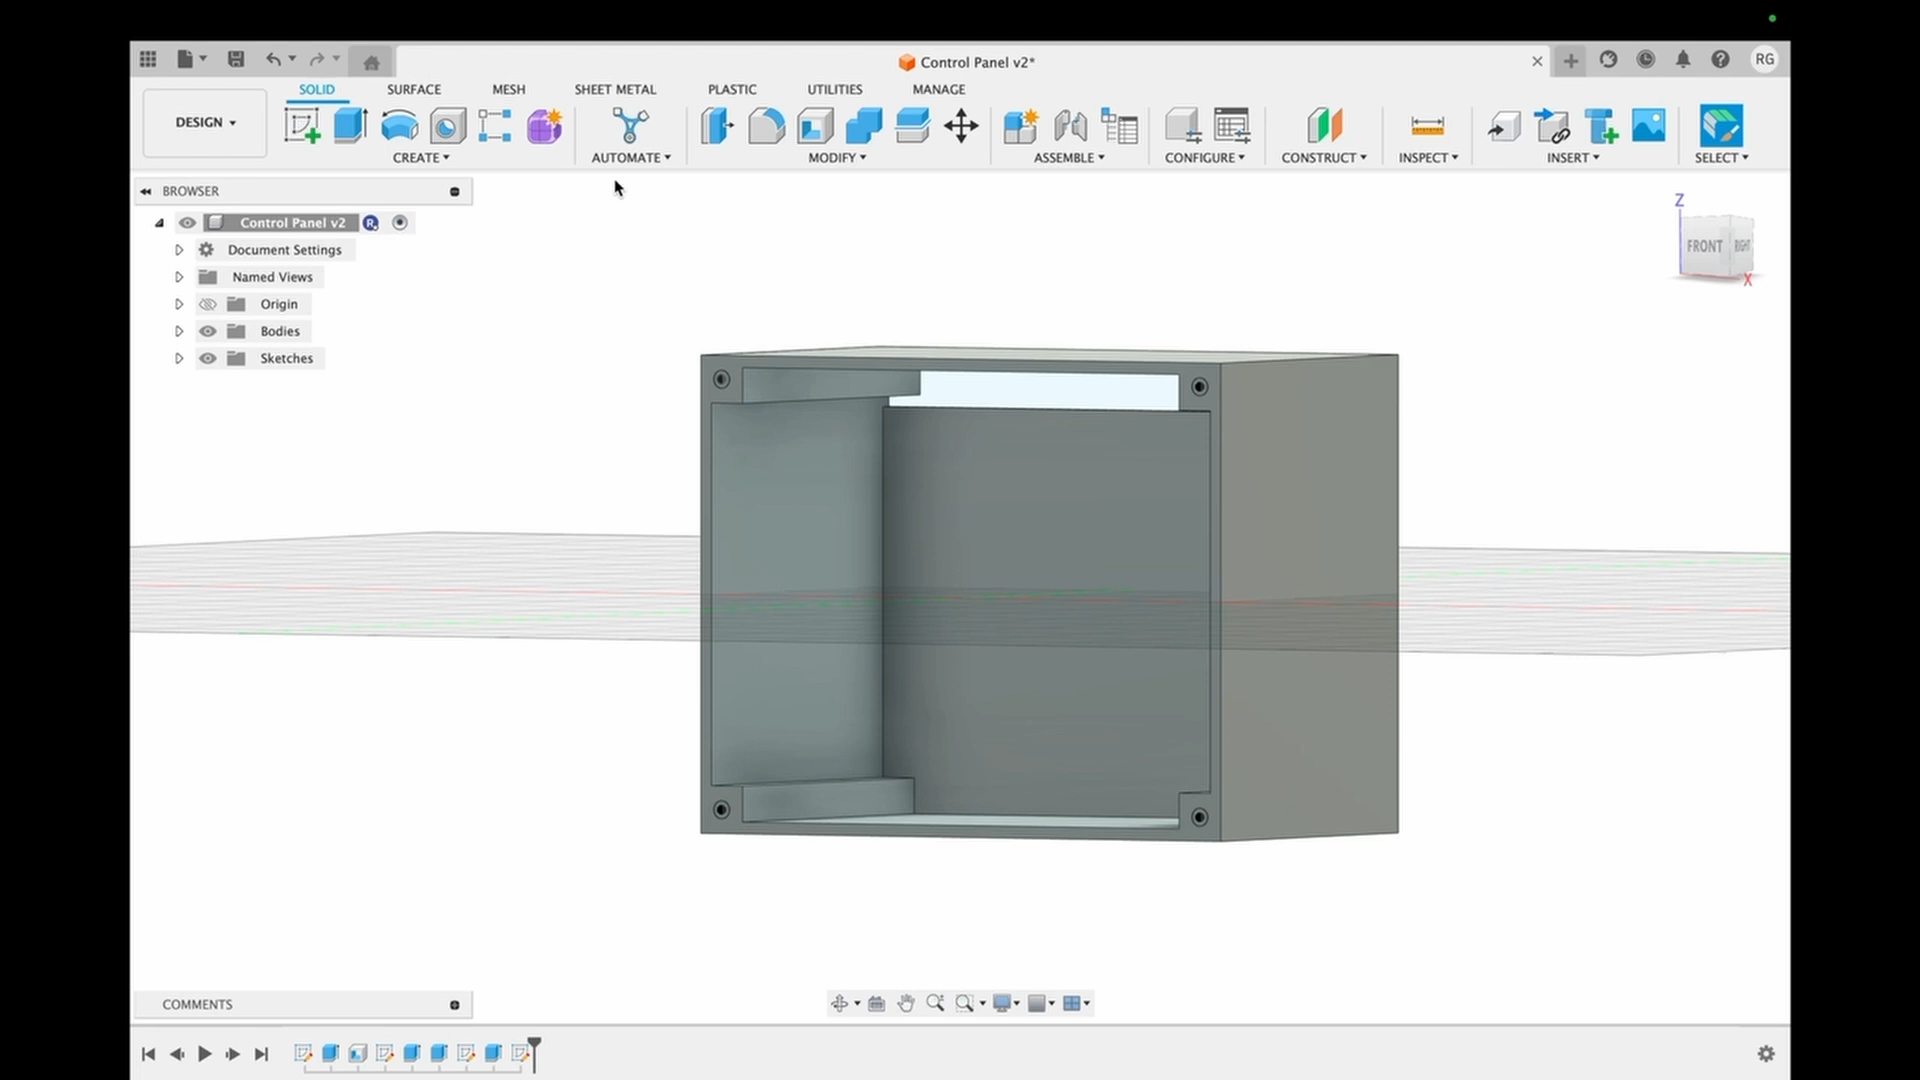 Control Panel v2*
RG
SOLID SURFACE MESH SHEET METAL PLASTIC UTILITIES MANAGE
DESIGN
CREATE AUTOMATE MODIFY ASSEMBLE CONFIGURE CONSTRUCT INSPECT INSERT SELECT
BROWSER
Control Panel v2 R
Document Settings
Named Views
Origin
Bodies
Sketches
Z
FRONT RIGHT
X
COMMENTS